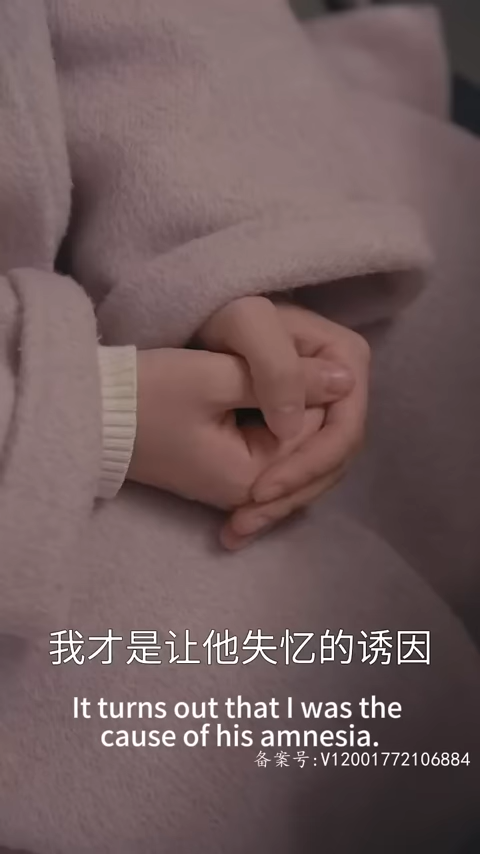 我才是让他失忆的诱因
It turns out that I was the
cause of his amnesia.
备案号:V12001772106884